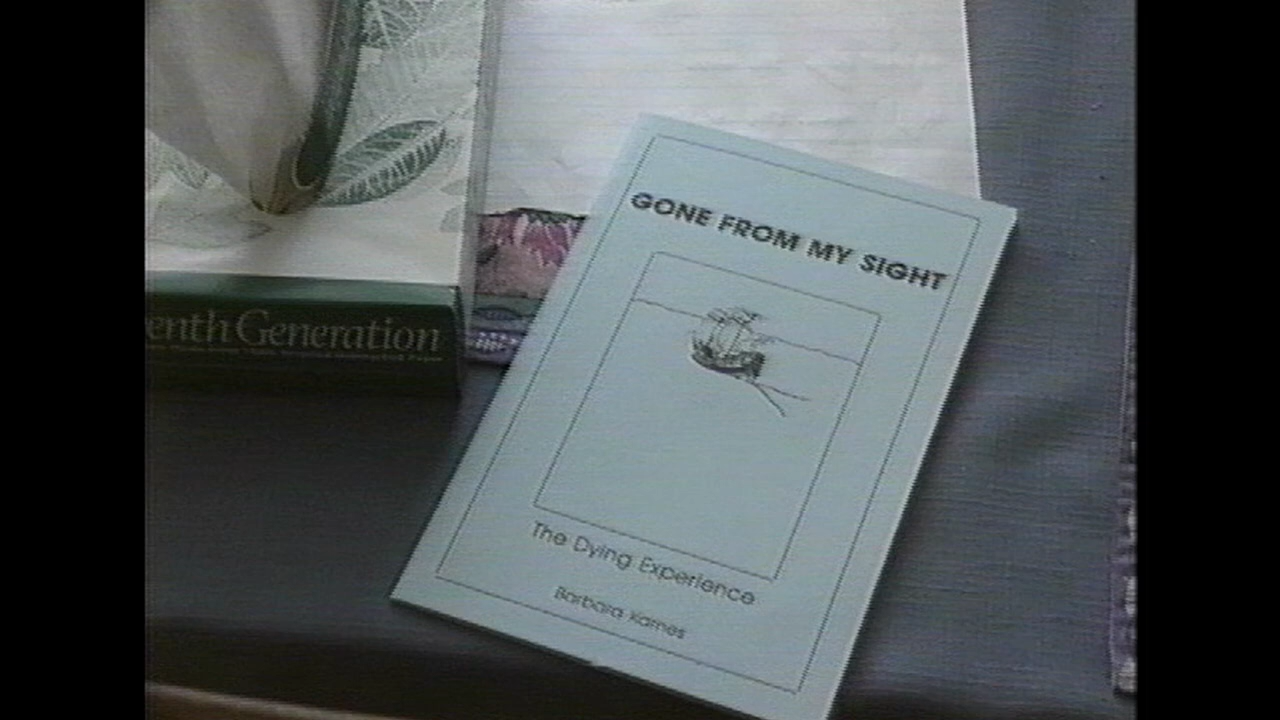 GONE FROM MY SIGHT
enth Generation
The Dying Experience
Barbara Karnes